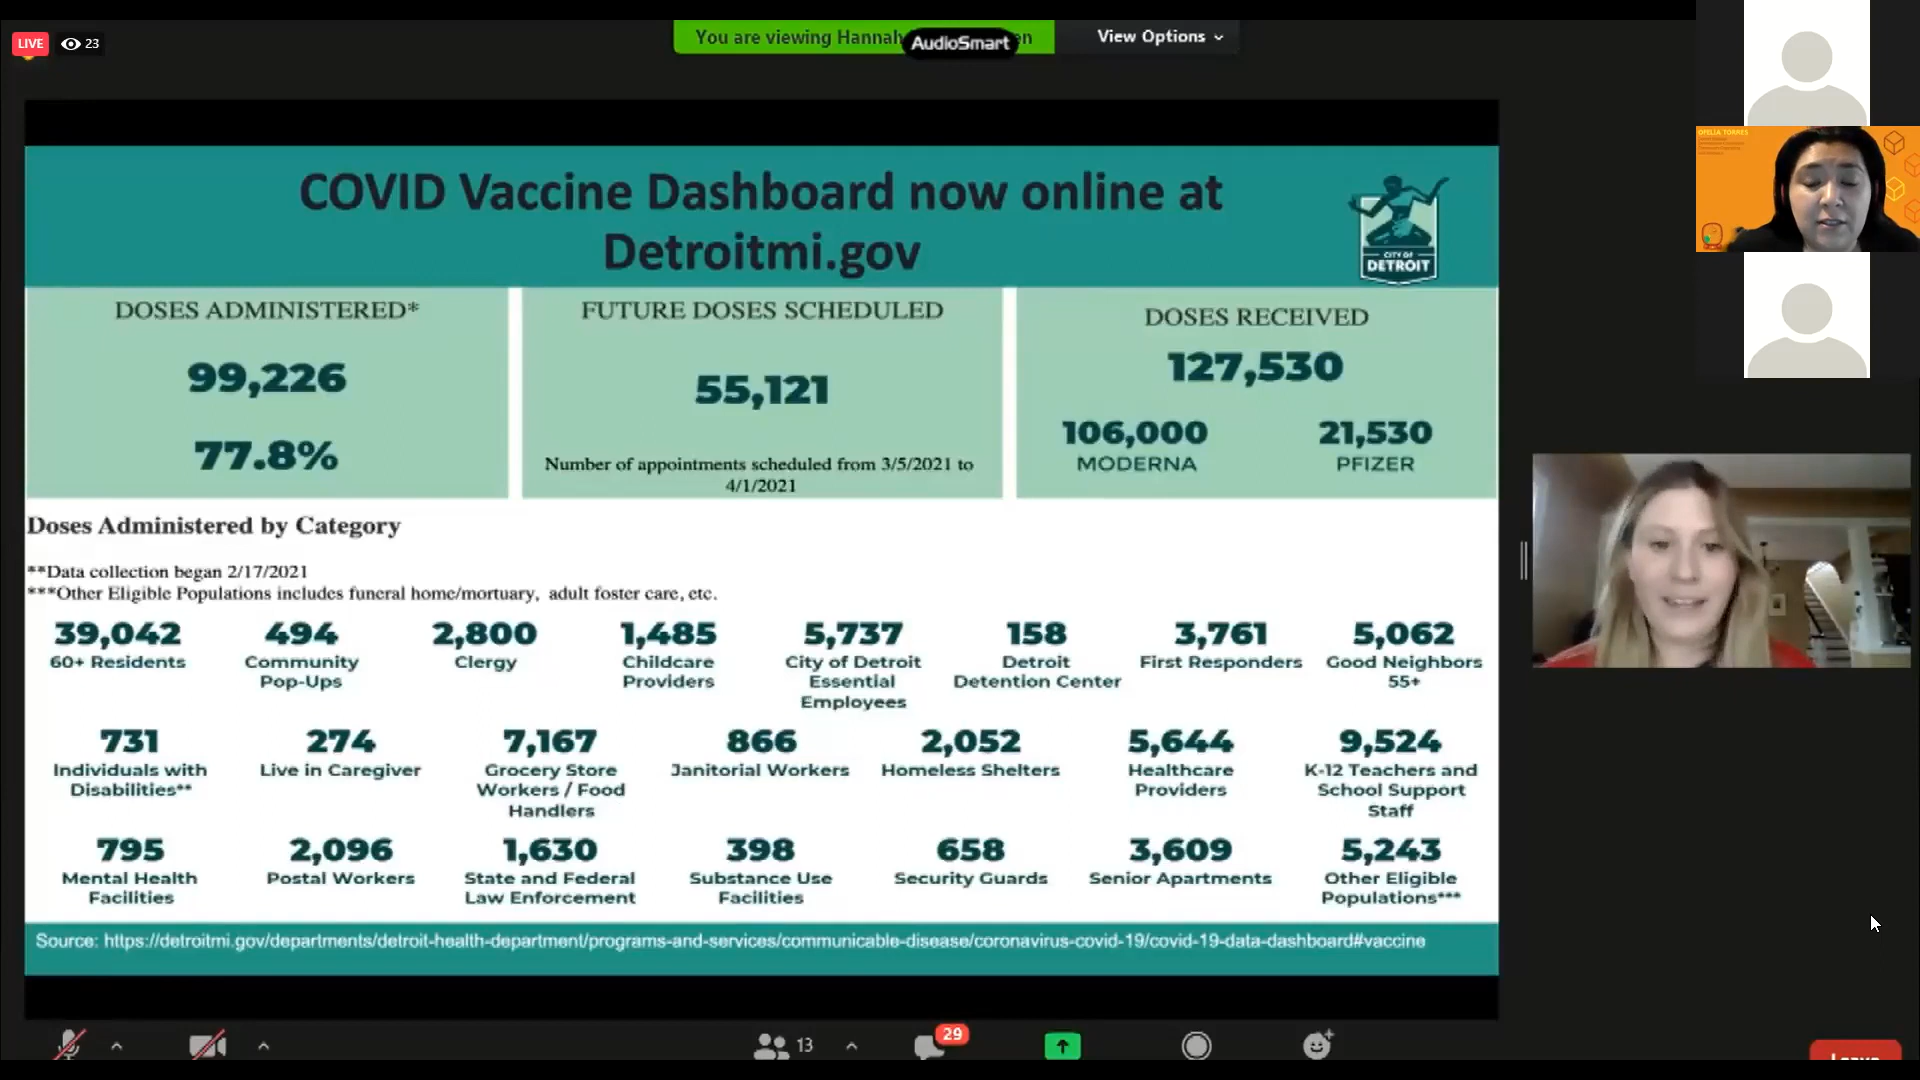 LIVE
23
You are viewing Hannah
AudioSmart
en
View Options
OFELIA TORRES
COVID Vaccine Dashboard now online at
Detroitmi.gov
CITY OF
DETROIT
DOSES ADMINISTERED*
99,226
77.8%
FUTURE DOSES SCHEDULED
55,121
Number of appointments scheduled from 3/5/2021 to
4/1/2021
DOSES RECEIVED
127,530
106,000
MODERNA
21,530
PFIZER
Doses Administered by Category
**Data collection began 2/17/2021
***Other Eligible Populations includes funeral home/mortuary, adult foster care, etc.
39,042
60+ Residents
494
Community
Pop-Ups
2,800
Clergy
1,485
Childcare
Providers
5,737
City of Detroit
Essential
Employees
158
Detroit
Detention Center
3,761
First Responders
5,062
Good Neighbors
55+
731
Individuals with
Disabilities**
274
Live in Caregiver
7,167
Grocery Store
Workers / Food
Handlers
866
Janitorial Workers
2,052
Homeless Shelters
5,644
Healthcare
Providers
9,524
K-12 Teachers and
School Support
Staff
795
Mental Health
Facilities
2,096
Postal Workers
1,630
State and Federal
Law Enforcement
398
Substance Use
Facilities
658
Security Guards
3,609
Senior Apartments
5,243
Other Eligible
Populations***
Source: https://detroitmi.gov/departments/detroit-health-department/programs-and-services/communicable-disease/coronavirus-covid-19/covid-19-data-dashboard#vaccine
13
29
Leave